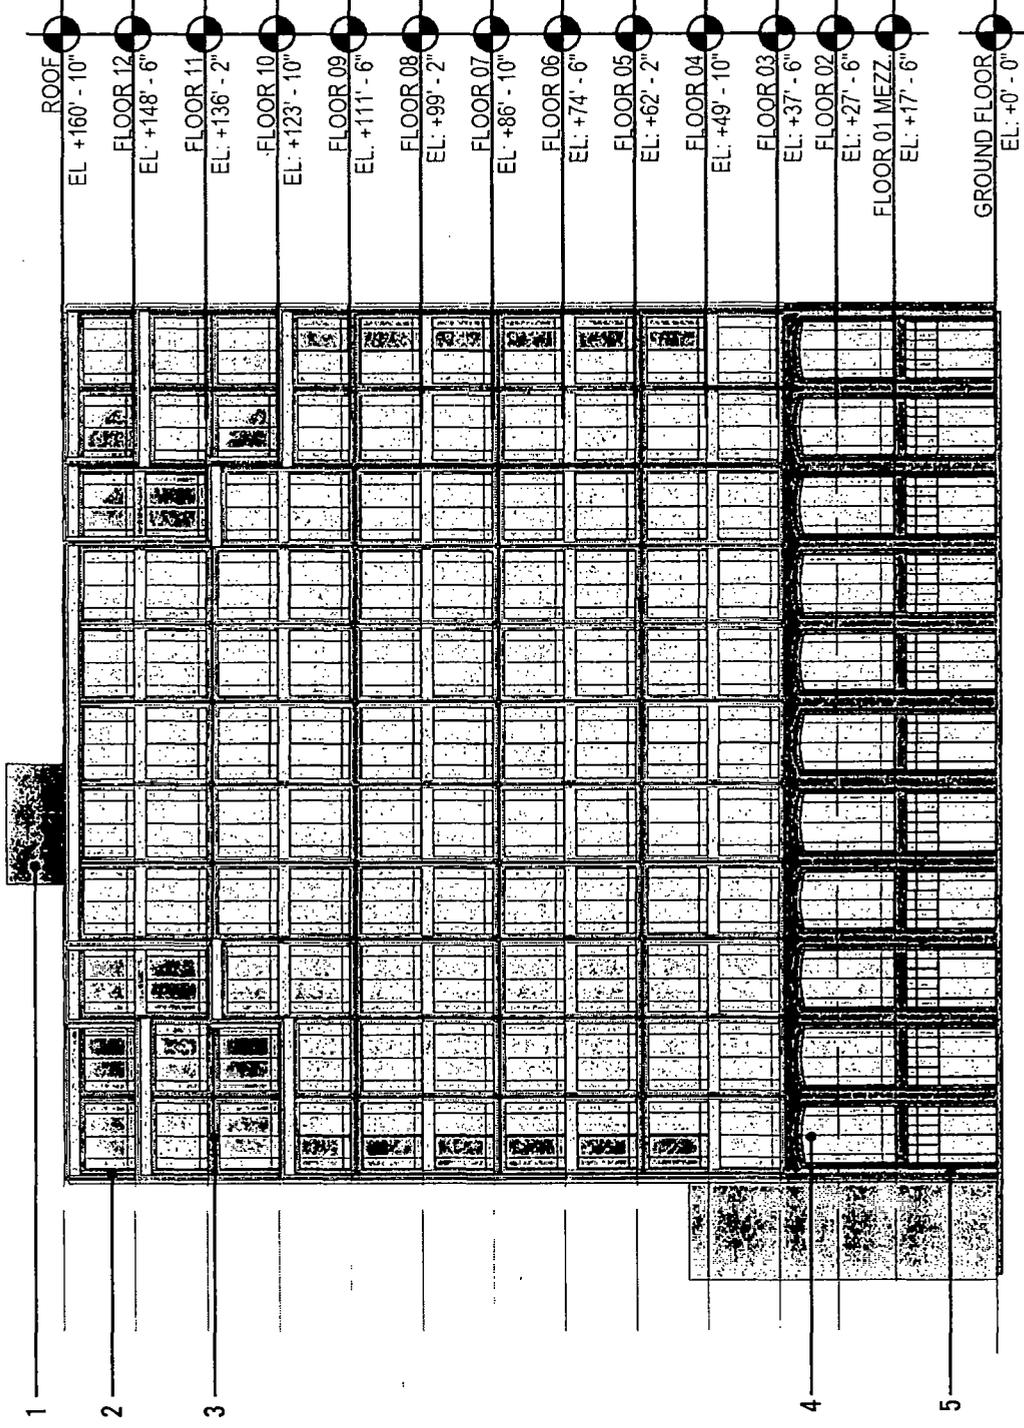 ROOF
EL +160' - 10"
FLOOR 12
EL: +148' - 6"
FLOOR 11
EL: +136' - 2"
FLOOR 10
EL: +123' - 10"
FLOOR 09
EL: +111' - 6"
FLOOR 08
EL: +99' - 2"
FLOOR 07
EL: +86' - 10"
FLOOR 06
EL: +74' - 6"
FLOOR 05
EL: +62' - 2"
FLOOR 04
EL: +49' - 10"
FLOOR 03
EL: +37' - 6"
FLOOR 02
EL: +27' - 6"
FLOOR 01 MEZZ.
EL: +17' - 6"
GROUND FLOOR
EL: +0' - 0"
1
2
3
4
5